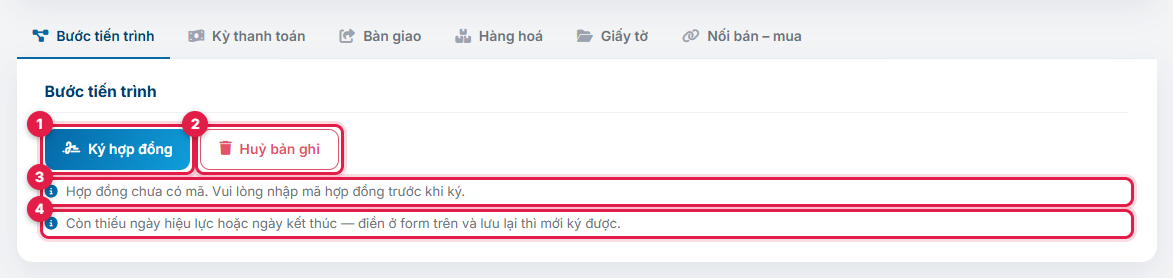 Bước tiến trình Kỳ thanh toán Bàn giao Hàng hoá Giấy tờ Nối bán – mua
Bước tiến trình
1 2
Ký hợp đồng Huỷ bản ghi
3
Hợp đồng chưa có mã. Vui lòng nhập mã hợp đồng trước khi ký.
4
Còn thiếu ngày hiệu lực hoặc ngày kết thúc — điền ở form trên và lưu lại thì mới ký được.